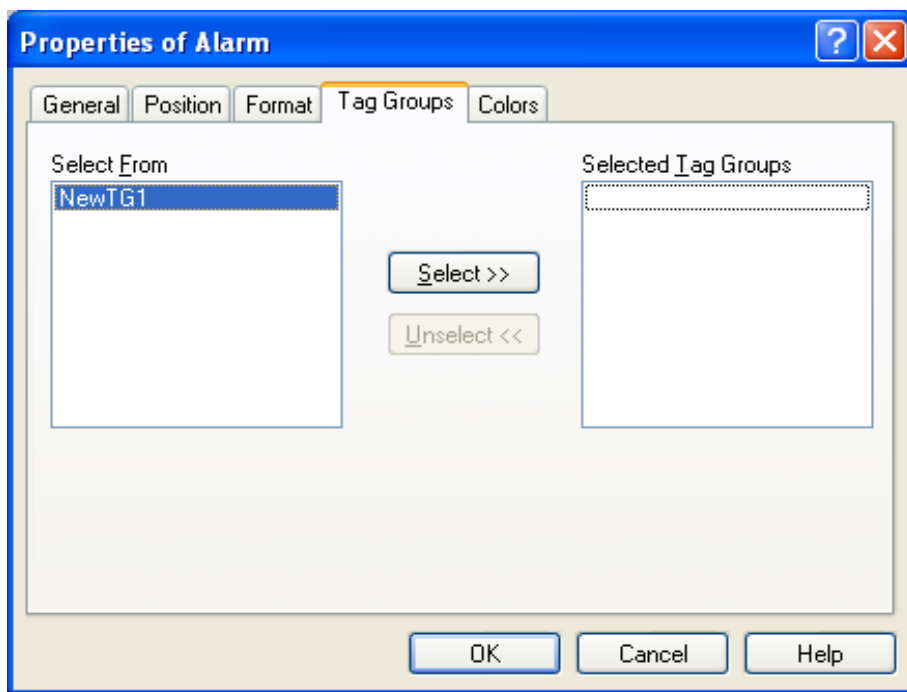 Properties of Alarm
General Position Format Tag Groups Colors
Select From
NewTG1
Selected Tag Groups
Select >>
Unselect <<
OK Cancel Help